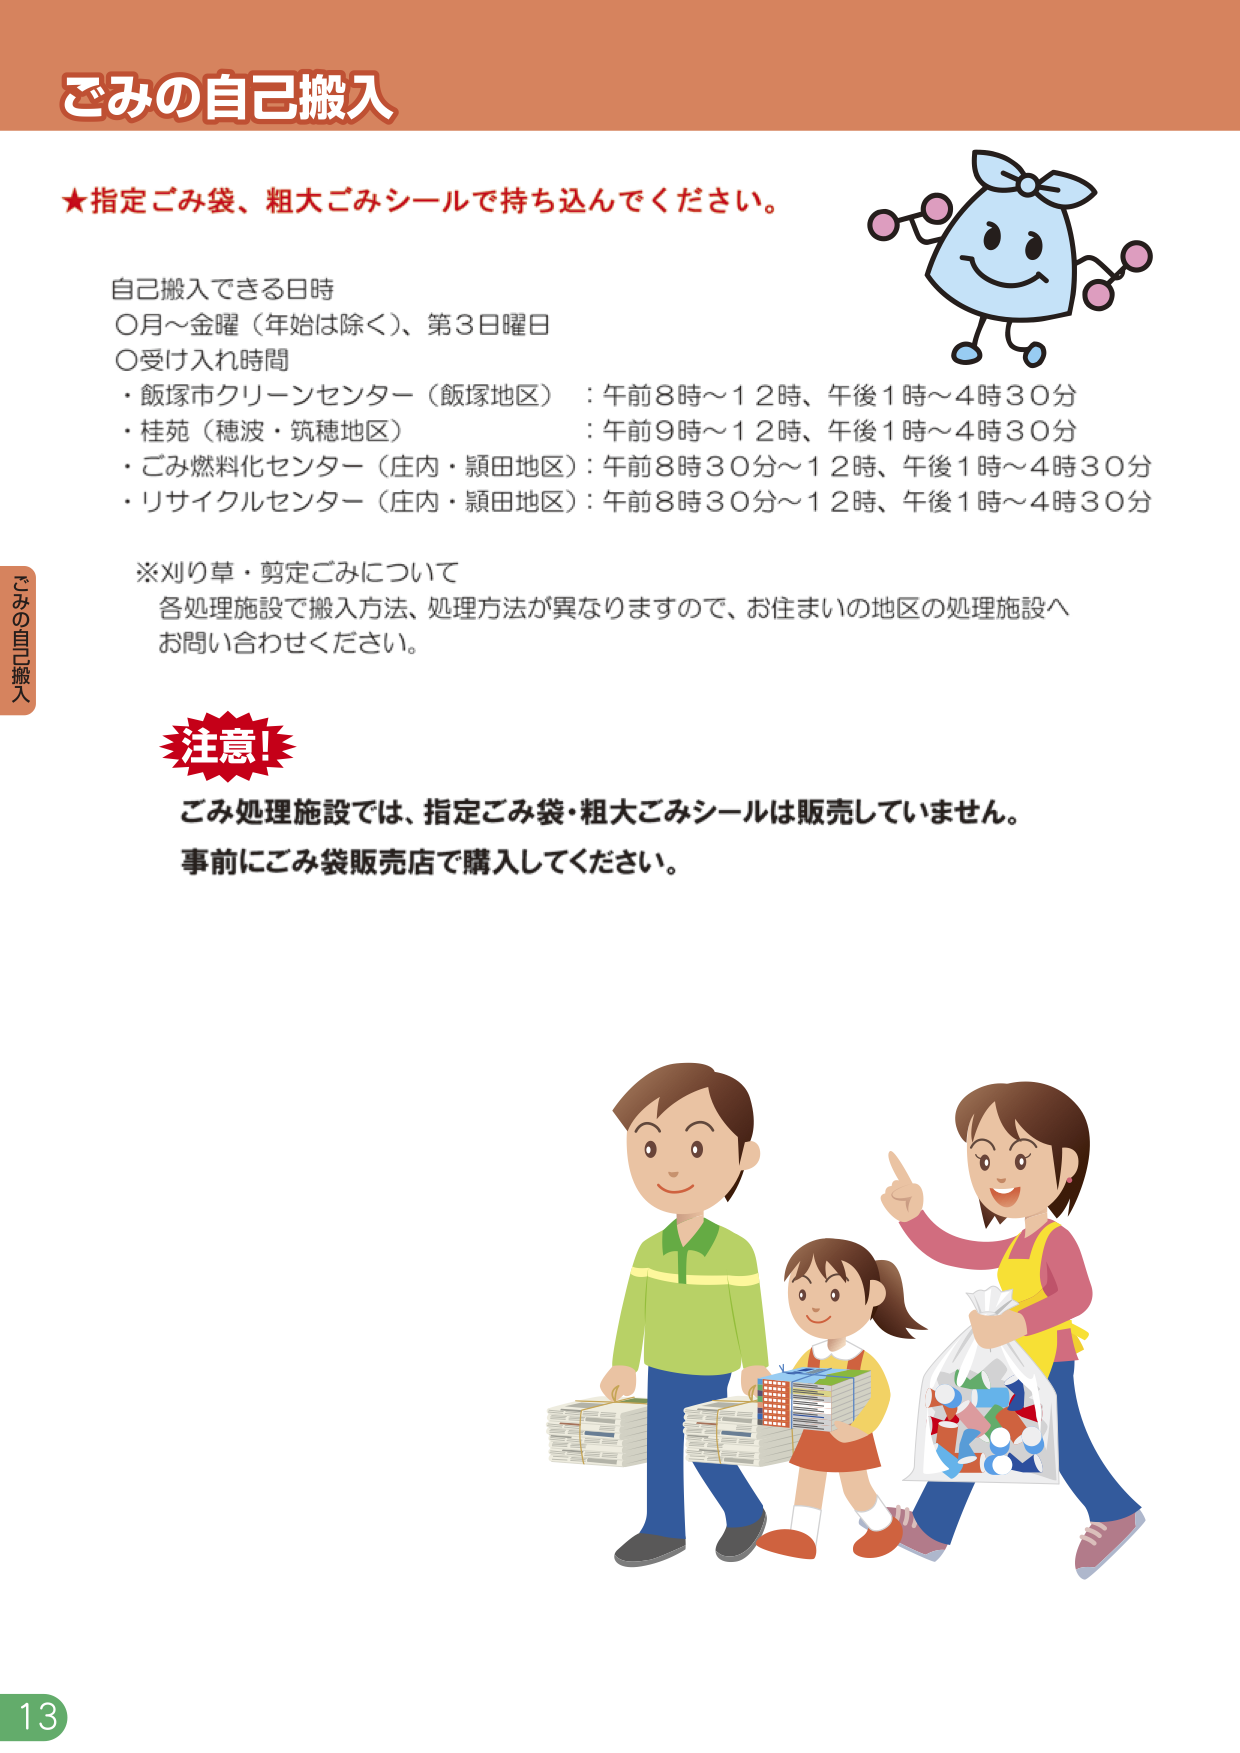 ごみの自己搬入
★指定ごみ袋、粗大ごみシールで持ち込んでください。
自己搬入できる日時
○月～金曜（年始は除く）、第３日曜日
○受け入れ時間
・飯塚市クリーンセンター（飯塚地区）　：午前８時～１２時、午後１時～４時３０分
・桂苑（穂波・筑穂地区）　　　　　　　：午前９時～１２時、午後１時～４時３０分
・ごみ燃料化センター（庄内・頴田地区）：午前８時３０分～１２時、午後１時～４時３０分
・リサイクルセンター（庄内・頴田地区）：午前８時３０分～１２時、午後１時～４時３０分
※刈り草・剪定ごみについて
各処理施設で搬入方法、処理方法が異なりますので、お住まいの地区の処理施設へ
お問い合わせください。
ごみの自己搬入
注意！
ごみ処理施設では、指定ごみ袋・粗大ごみシールは販売していません。
事前にごみ袋販売店で購入してください。
13